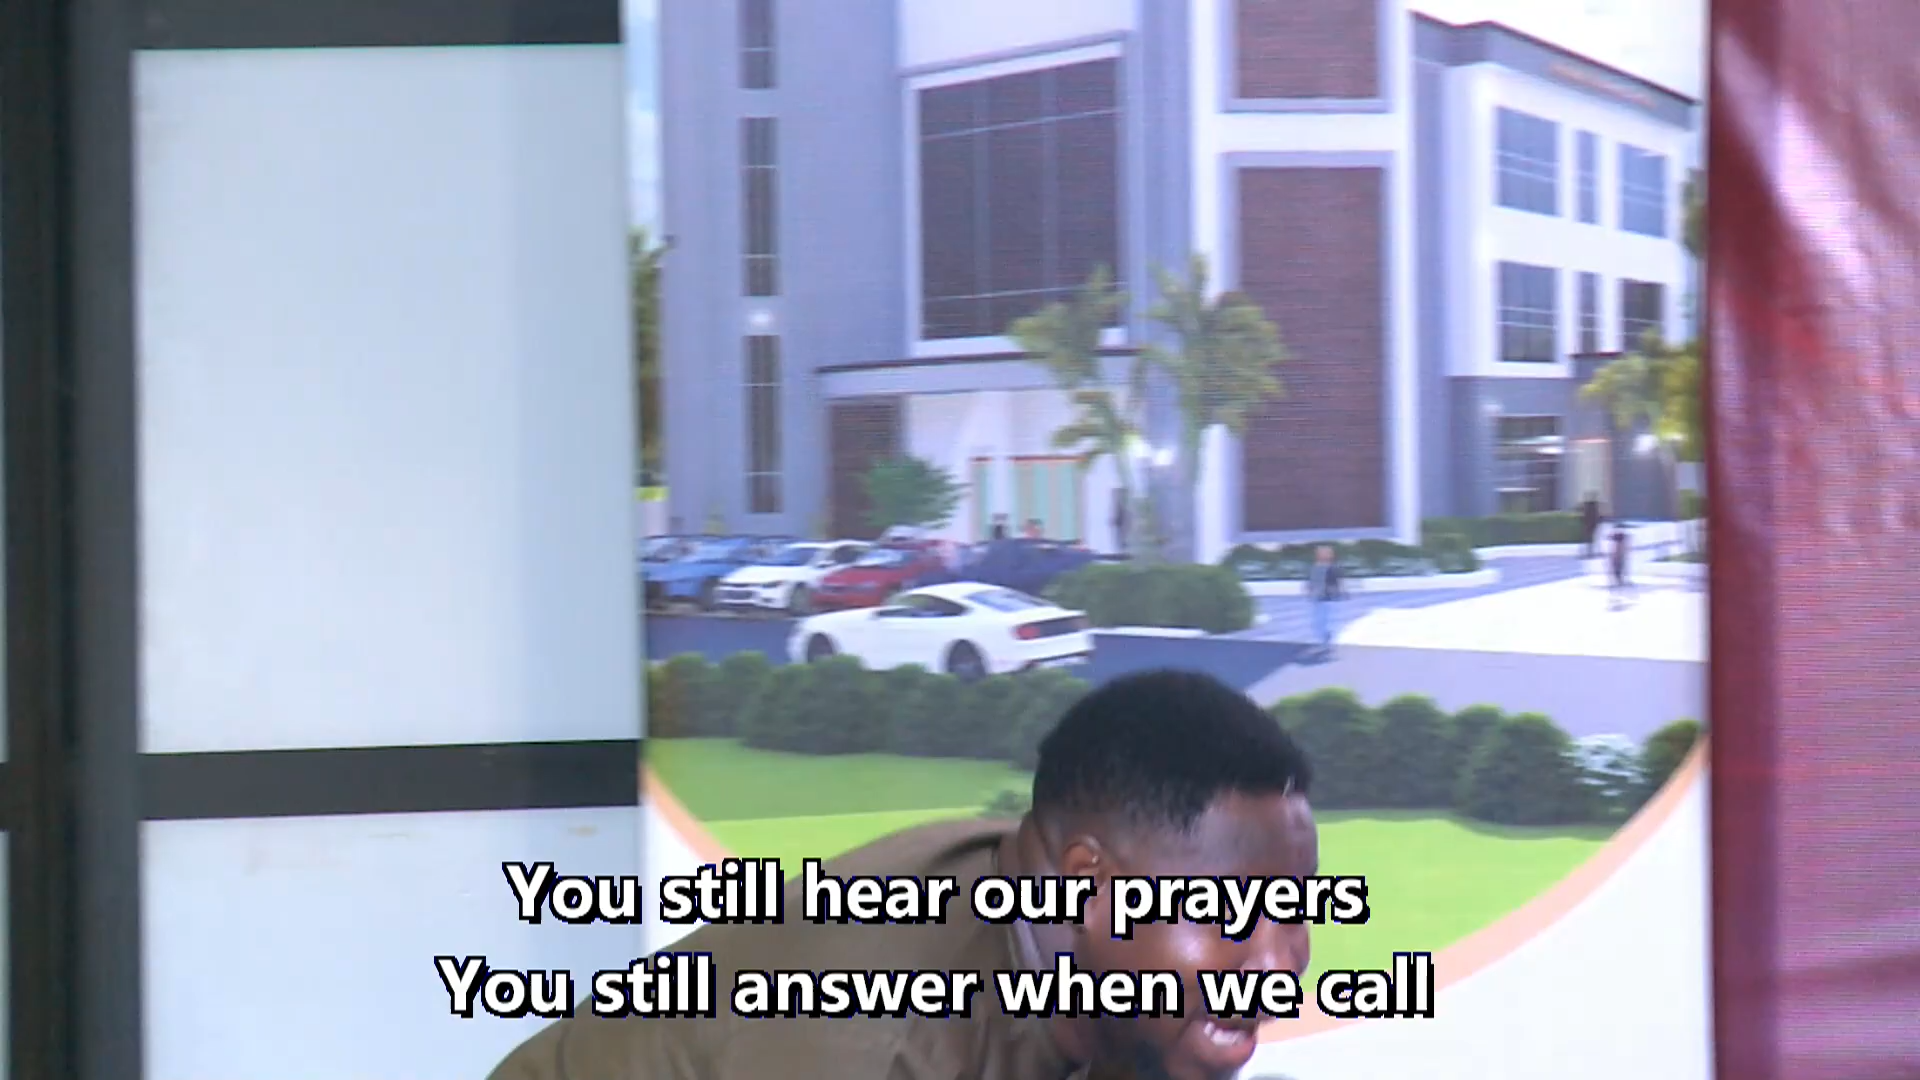 You still hear our prayers
You still answer when we call